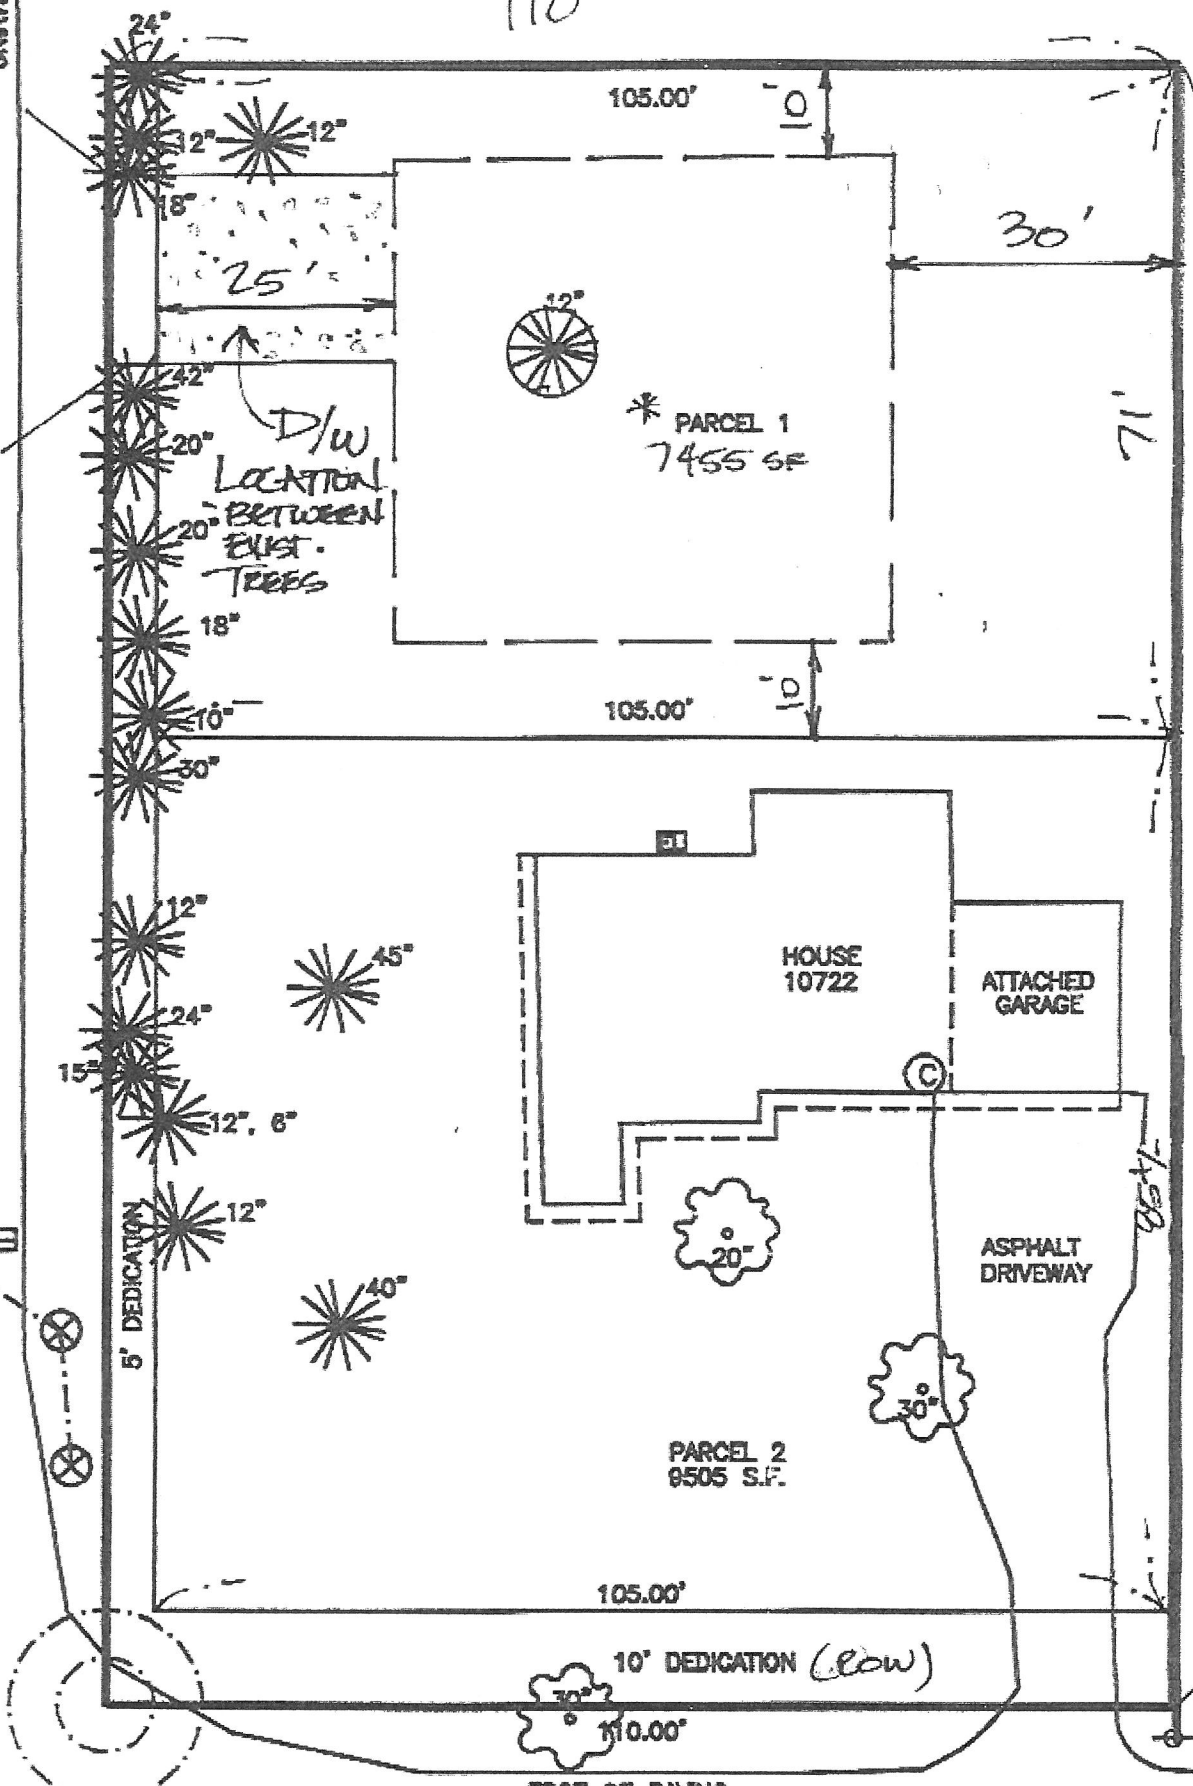 110
24"
105.00'
10'
12"
12"
18"
30'
25'
12"
42"
D/W
LOCATION
BETWEEN
EXIST.
TREES
* PARCEL 1
7455 SF
71'
20"
20"
18"
10"
105.00'
10'
30"
12"
45"
HOUSE
10722
ATTACHED
GARAGE
24"
15"
C
12", 6"
12"
85+/-
20"
ASPHALT
DRIVEWAY
5' DEDICATION
40"
30"
PARCEL 2
9505 S.F.
105.00'
10' DEDICATION (ROW)
30"
110.00'